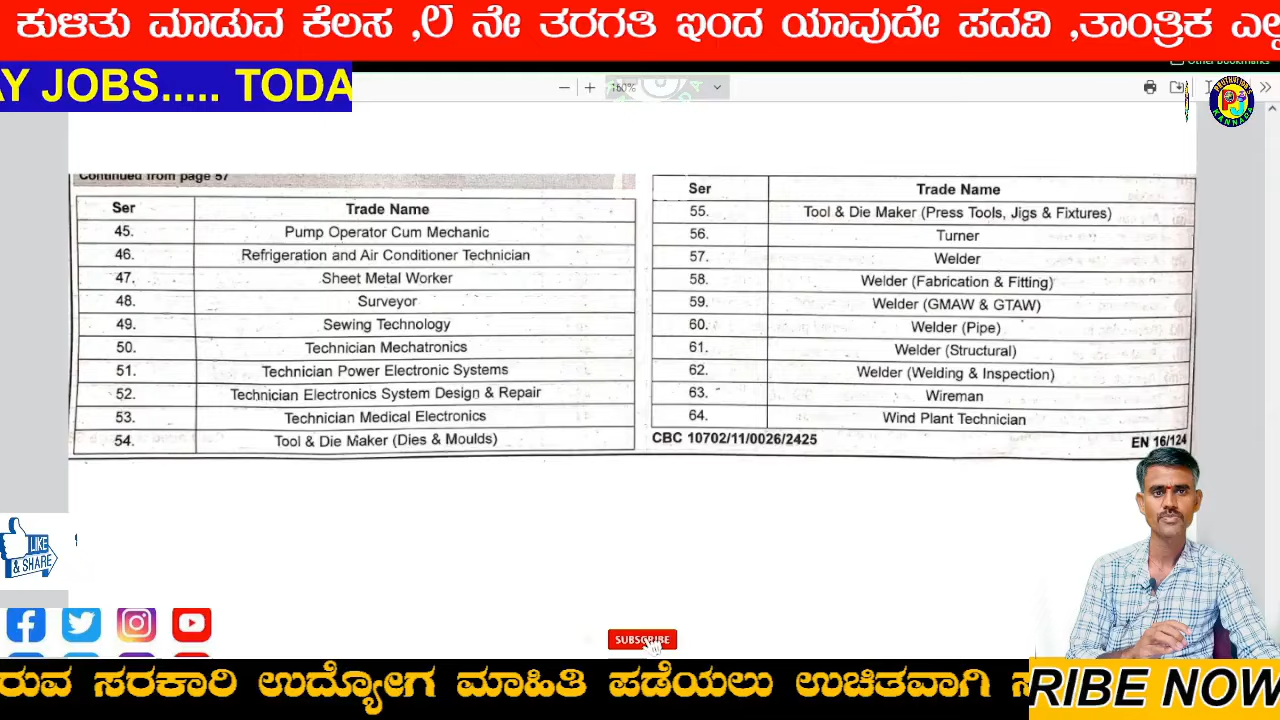 ಕುಳಿತು ಮಾಡುವ ಕೆಲಸ ,೮ ನೇ ತರಗತಿ ಇಂದ ಯಾವುದೇ ಪದವಿ ,ತಾಂತ್ರಿಕ
Other bookmarks
AY JOBS..... TODA
160%
KANNADA
Continued from page 57
Ser Trade Name
45. Pump Operator Cum Mechanic
46. Refrigeration and Air Conditioner Technician
47. Sheet Metal Worker
48. Surveyor
49. Sewing Technology
50. Technician Mechatronics
51. Technician Power Electronic Systems
52. Technician Electronics System Design & Repair
53. Technician Medical Electronics
54. Tool & Die Maker (Dies & Moulds)
Ser Trade Name
55. Tool & Die Maker (Press Tools, Jigs & Fixtures)
56. Turner
57. Welder
58. Welder (Fabrication & Fitting)
59. Welder (GMAW & GTAW)
60. Welder (Pipe)
61. Welder (Structural)
62. Welder (Welding & Inspection)
63. Wireman
64. Wind Plant Technician
CBC 10702/11/0026/2425 EN 16/124
LIKE
& SHARE
SUBSCRIBE
ರುವ ಸರಕಾರಿ ಉದ್ಯೋಗ ಮಾಹಿತಿ ಪಡೆಯಲು ಉಚಿತವಾಗಿ
RIBE NOW